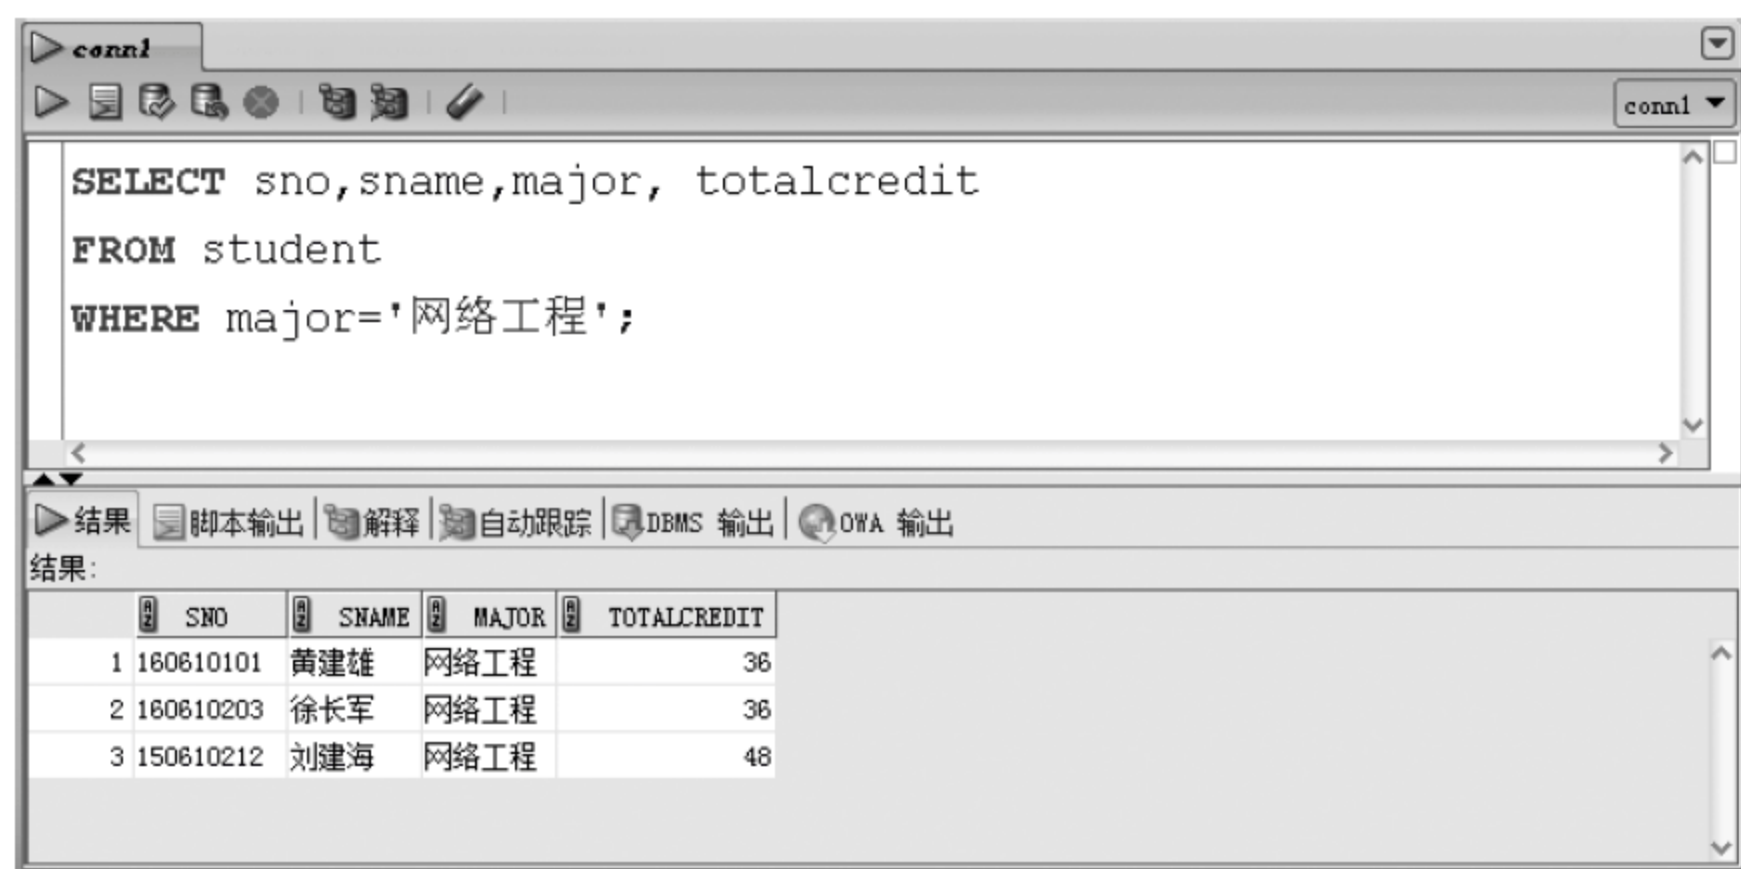 conn1
conn1
SELECT sno,sname,major, totalcredit
FROM student
WHERE major='网络工程';
结果 脚本输出 解释 自动跟踪 DBMS 输出 OWA 输出
结果:
SNO SNAME MAJOR TOTALCREDIT
1 160610101 黄建雄 网络工程 36
2 160610203 徐长军 网络工程 36
3 150610212 刘建海 网络工程 48